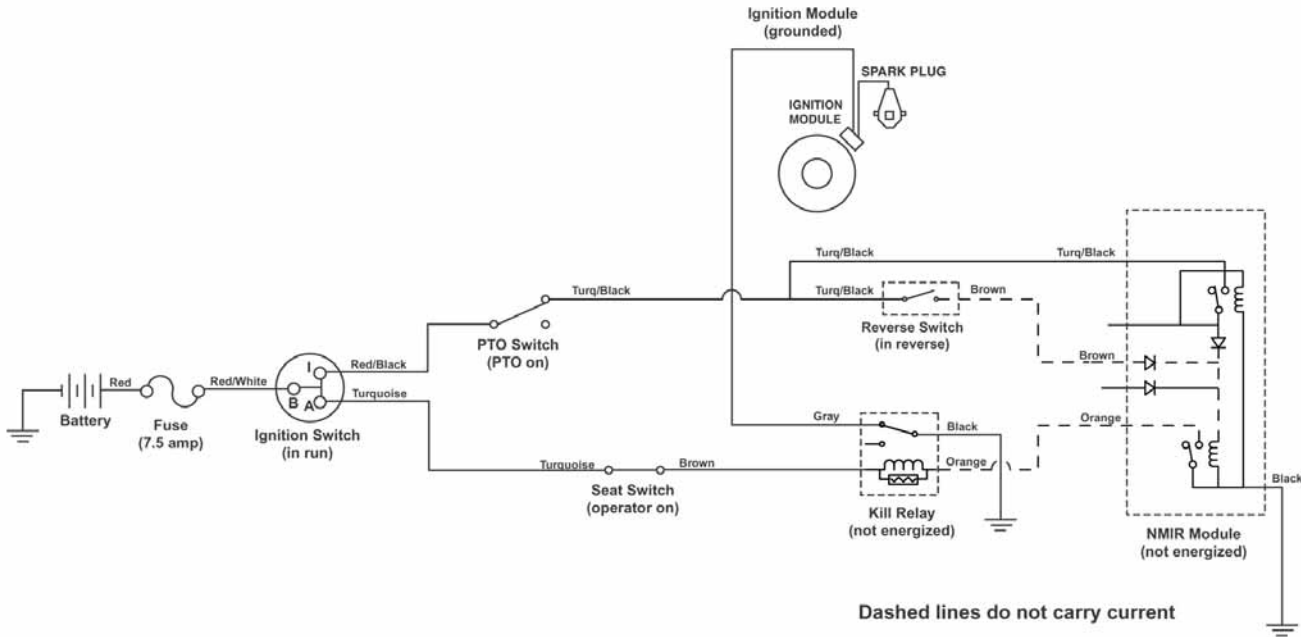 Ignition Module
(grounded)
SPARK PLUG
IGNITION
MODULE
Turq/Black
Turq/Black
Turq/Black
Turq/Black
Brown
Reverse Switch
(in reverse)
PTO Switch
(PTO on)
Red/Black
I
B
A
Red
Red/White
Turquoise
Battery
Fuse
(7.5 amp)
Ignition Switch
(in run)
Brown
Gray
Black
Orange
Turquoise
Brown
Orange
Seat Switch
(operator on)
Kill Relay
(not energized)
Black
NMIR Module
(not energized)
Dashed lines do not carry current